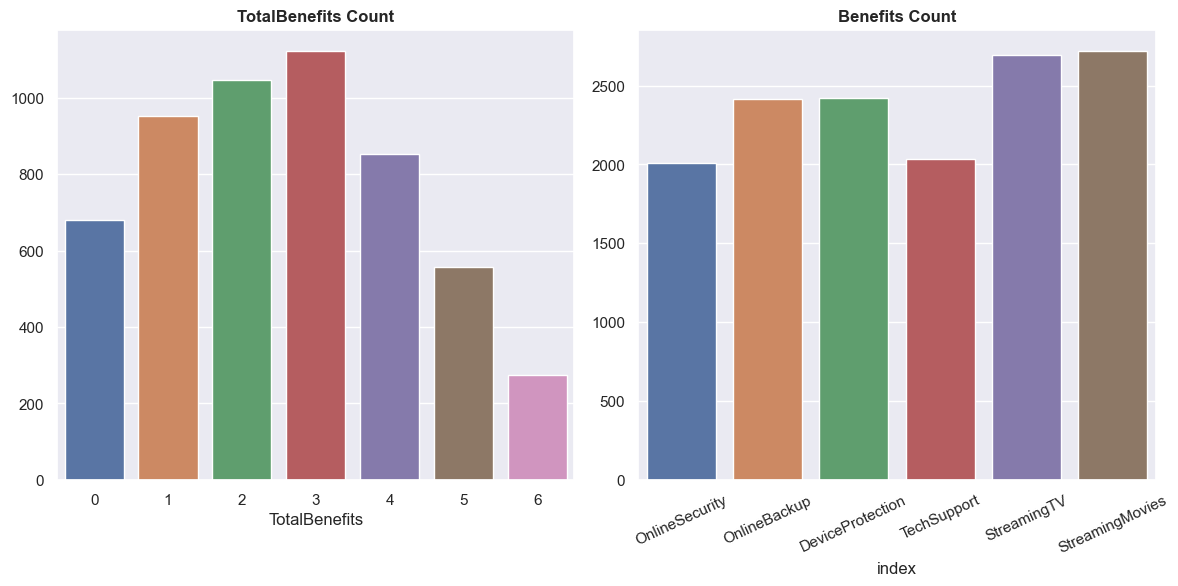 TotalBenefits Count
1000
800
600
400
200
0
0 1 2 3 4 5 6
TotalBenefits
Benefits Count
2500
2000
1500
1000
500
0
OnlineSecurity
OnlineBackup
DeviceProtection
TechSupport
StreamingTV
StreamingMovies
index